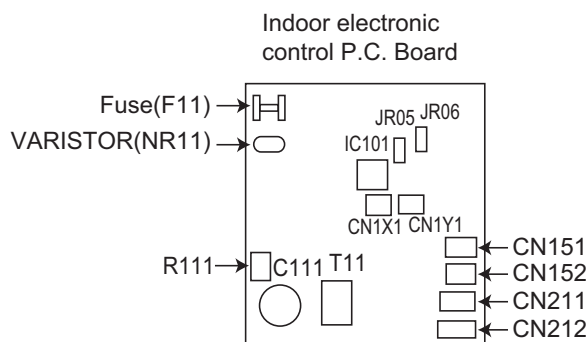 Indoor electronic
control P.C. Board
Fuse(F11)
JR05 JR06
VARISTOR(NR11)
IC101
CN1X1 CN1Y1
CN151
R111 C111 T11
CN152
CN211
CN212